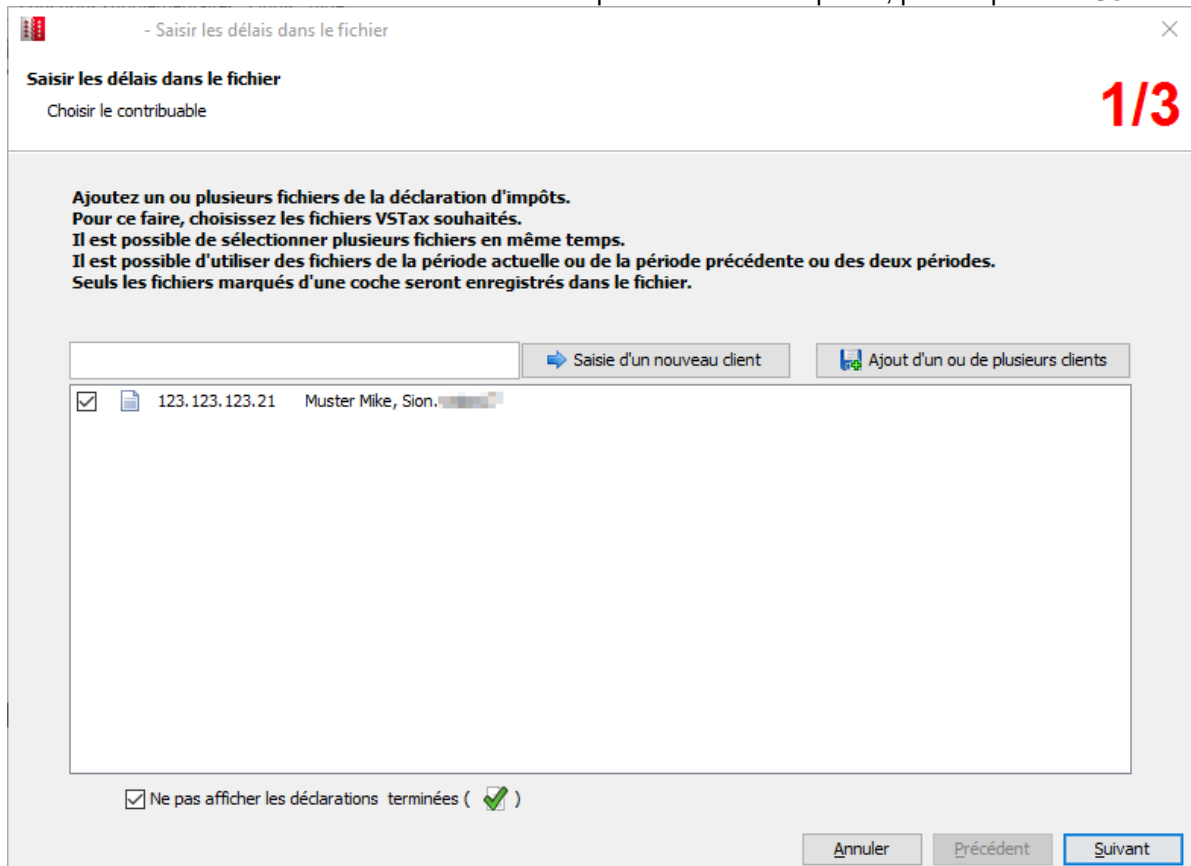 - Saisir les délais dans le fichier
Saisir les délais dans le fichier
Choisir le contribuable
1/3
Ajoutez un ou plusieurs fichiers de la déclaration d'impôts.
Pour ce faire, choisissez les fichiers VSTax souhaités.
Il est possible de sélectionner plusieurs fichiers en même temps.
Il est possible d'utiliser des fichiers de la période actuelle ou de la période précédente ou des deux périodes.
Seuls les fichiers marqués d'une coche seront enregistrés dans le fichier.
Saisie d'un nouveau client
Ajout d'un ou de plusieurs clients
123.123.123.21 Muster Mike, Sion.
Ne pas afficher les déclarations terminées ( )
Annuler Précédent Suivant